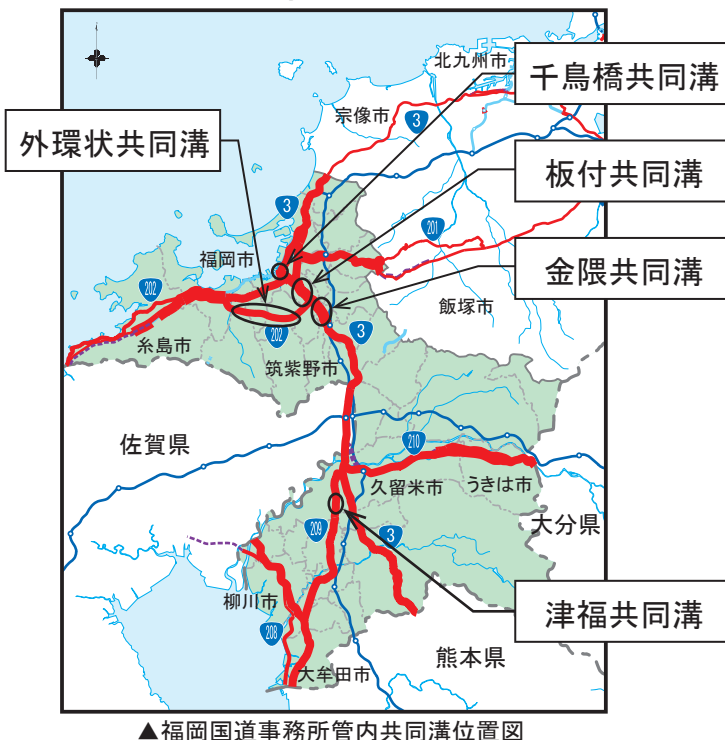 北九州市
千鳥橋共同溝
宗像市
3
外環状共同溝
板付共同溝
3
201
福岡市
金隈共同溝
202
飯塚市
202
3
糸島市
筑紫野市
佐賀県
210
久留米市
うきは市
209
3
大分県
柳川市
津福共同溝
208
熊本県
大牟田市
▲福岡国道事務所管内共同溝位置図